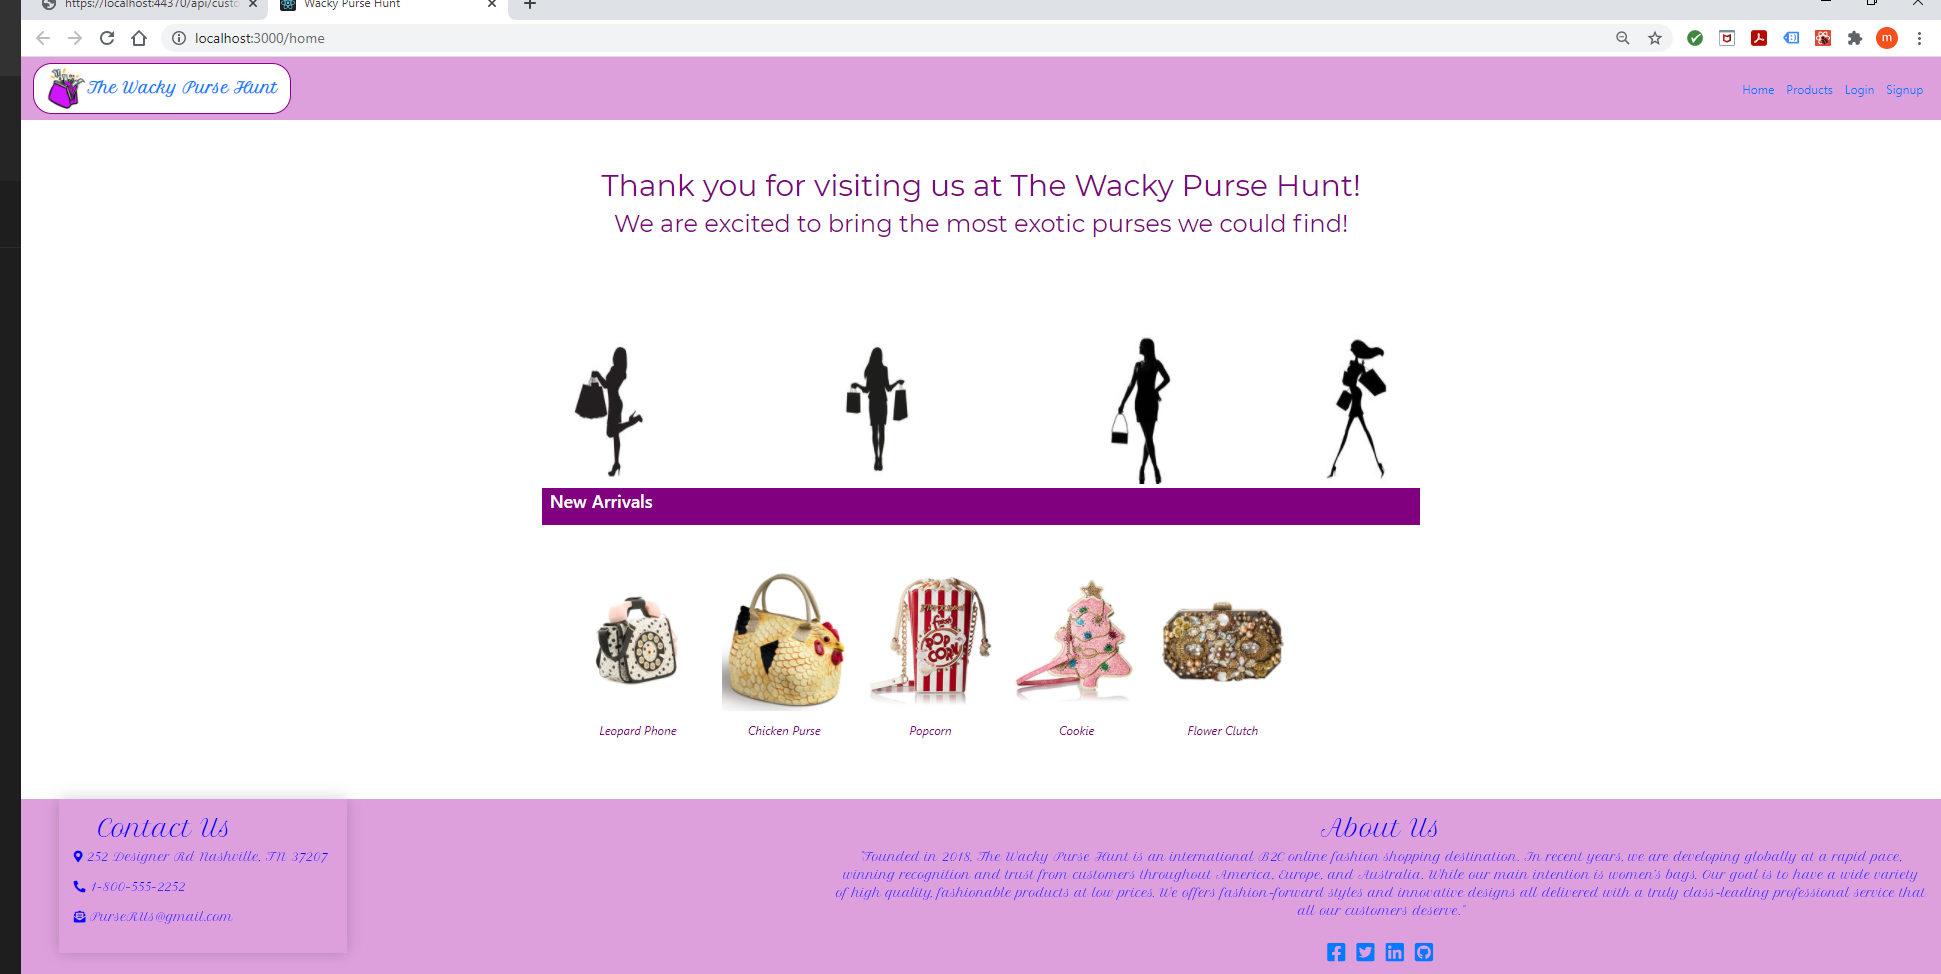 https://localhost:44370/api/custo
Wacky Purse Hunt
localhost:3000/home
m
The Wacky Purse Hunt
Home Products Login Signup
Thank you for visiting us at The Wacky Purse Hunt!
We are excited to bring the most exotic purses we could find!
New Arrivals
fresh
POP
CORN
Leopard Phone
Chicken Purse
Popcorn
Cookie
Flower Clutch
Contact Us
252 Designer Rd Nashville, TN 37207
1-800-555-2252
PurseRUs@gmail.com
About Us
"Founded in 2018, The Wacky Purse Hunt is an international B2C online fashion shopping destination. In recent years, we are developing globally at a rapid pace,
winning recognition and trust from customers throughout America, Europe, and Australia. While our main intention is women's bags, Our goal is to have a wide variety
of high quality, fashionable products at low prices. We offers fashion-forward styles and innovative designs all delivered with a truly class-leading professional service that
all our customers deserve."